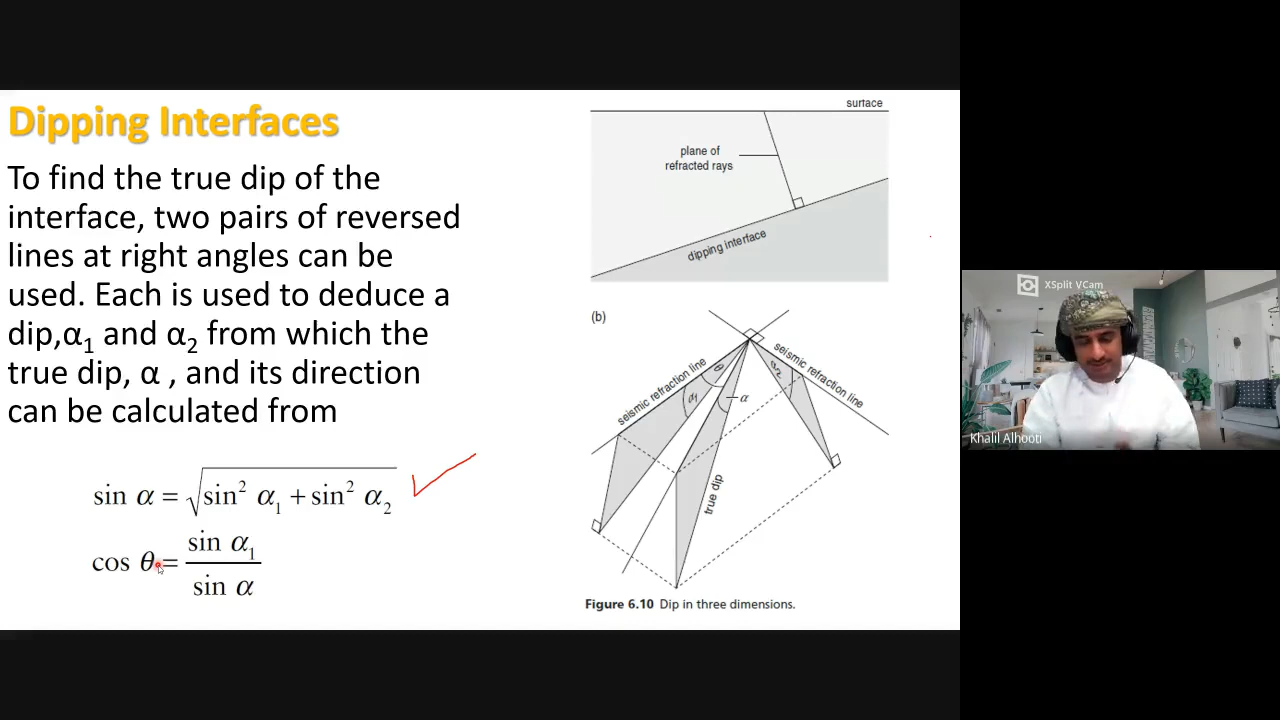 Dipping Interfaces
To find the true dip of the
interface, two pairs of reversed
lines at right angles can be
used. Each is used to deduce a
dip,α₁ and α₂ from which the
true dip, α , and its direction
can be calculated from
sin α = √(sin² α₁ + sin² α₂)
cos θ = sin α₁ / sin α
surface
plane of
refracted rays
dipping interface
(b)
seismic refraction line
seismic refraction line
θ
α₁
α
α₂
true dip
Figure 6.10 Dip in three dimensions.
XSplit VCam
Khalil Alhooti